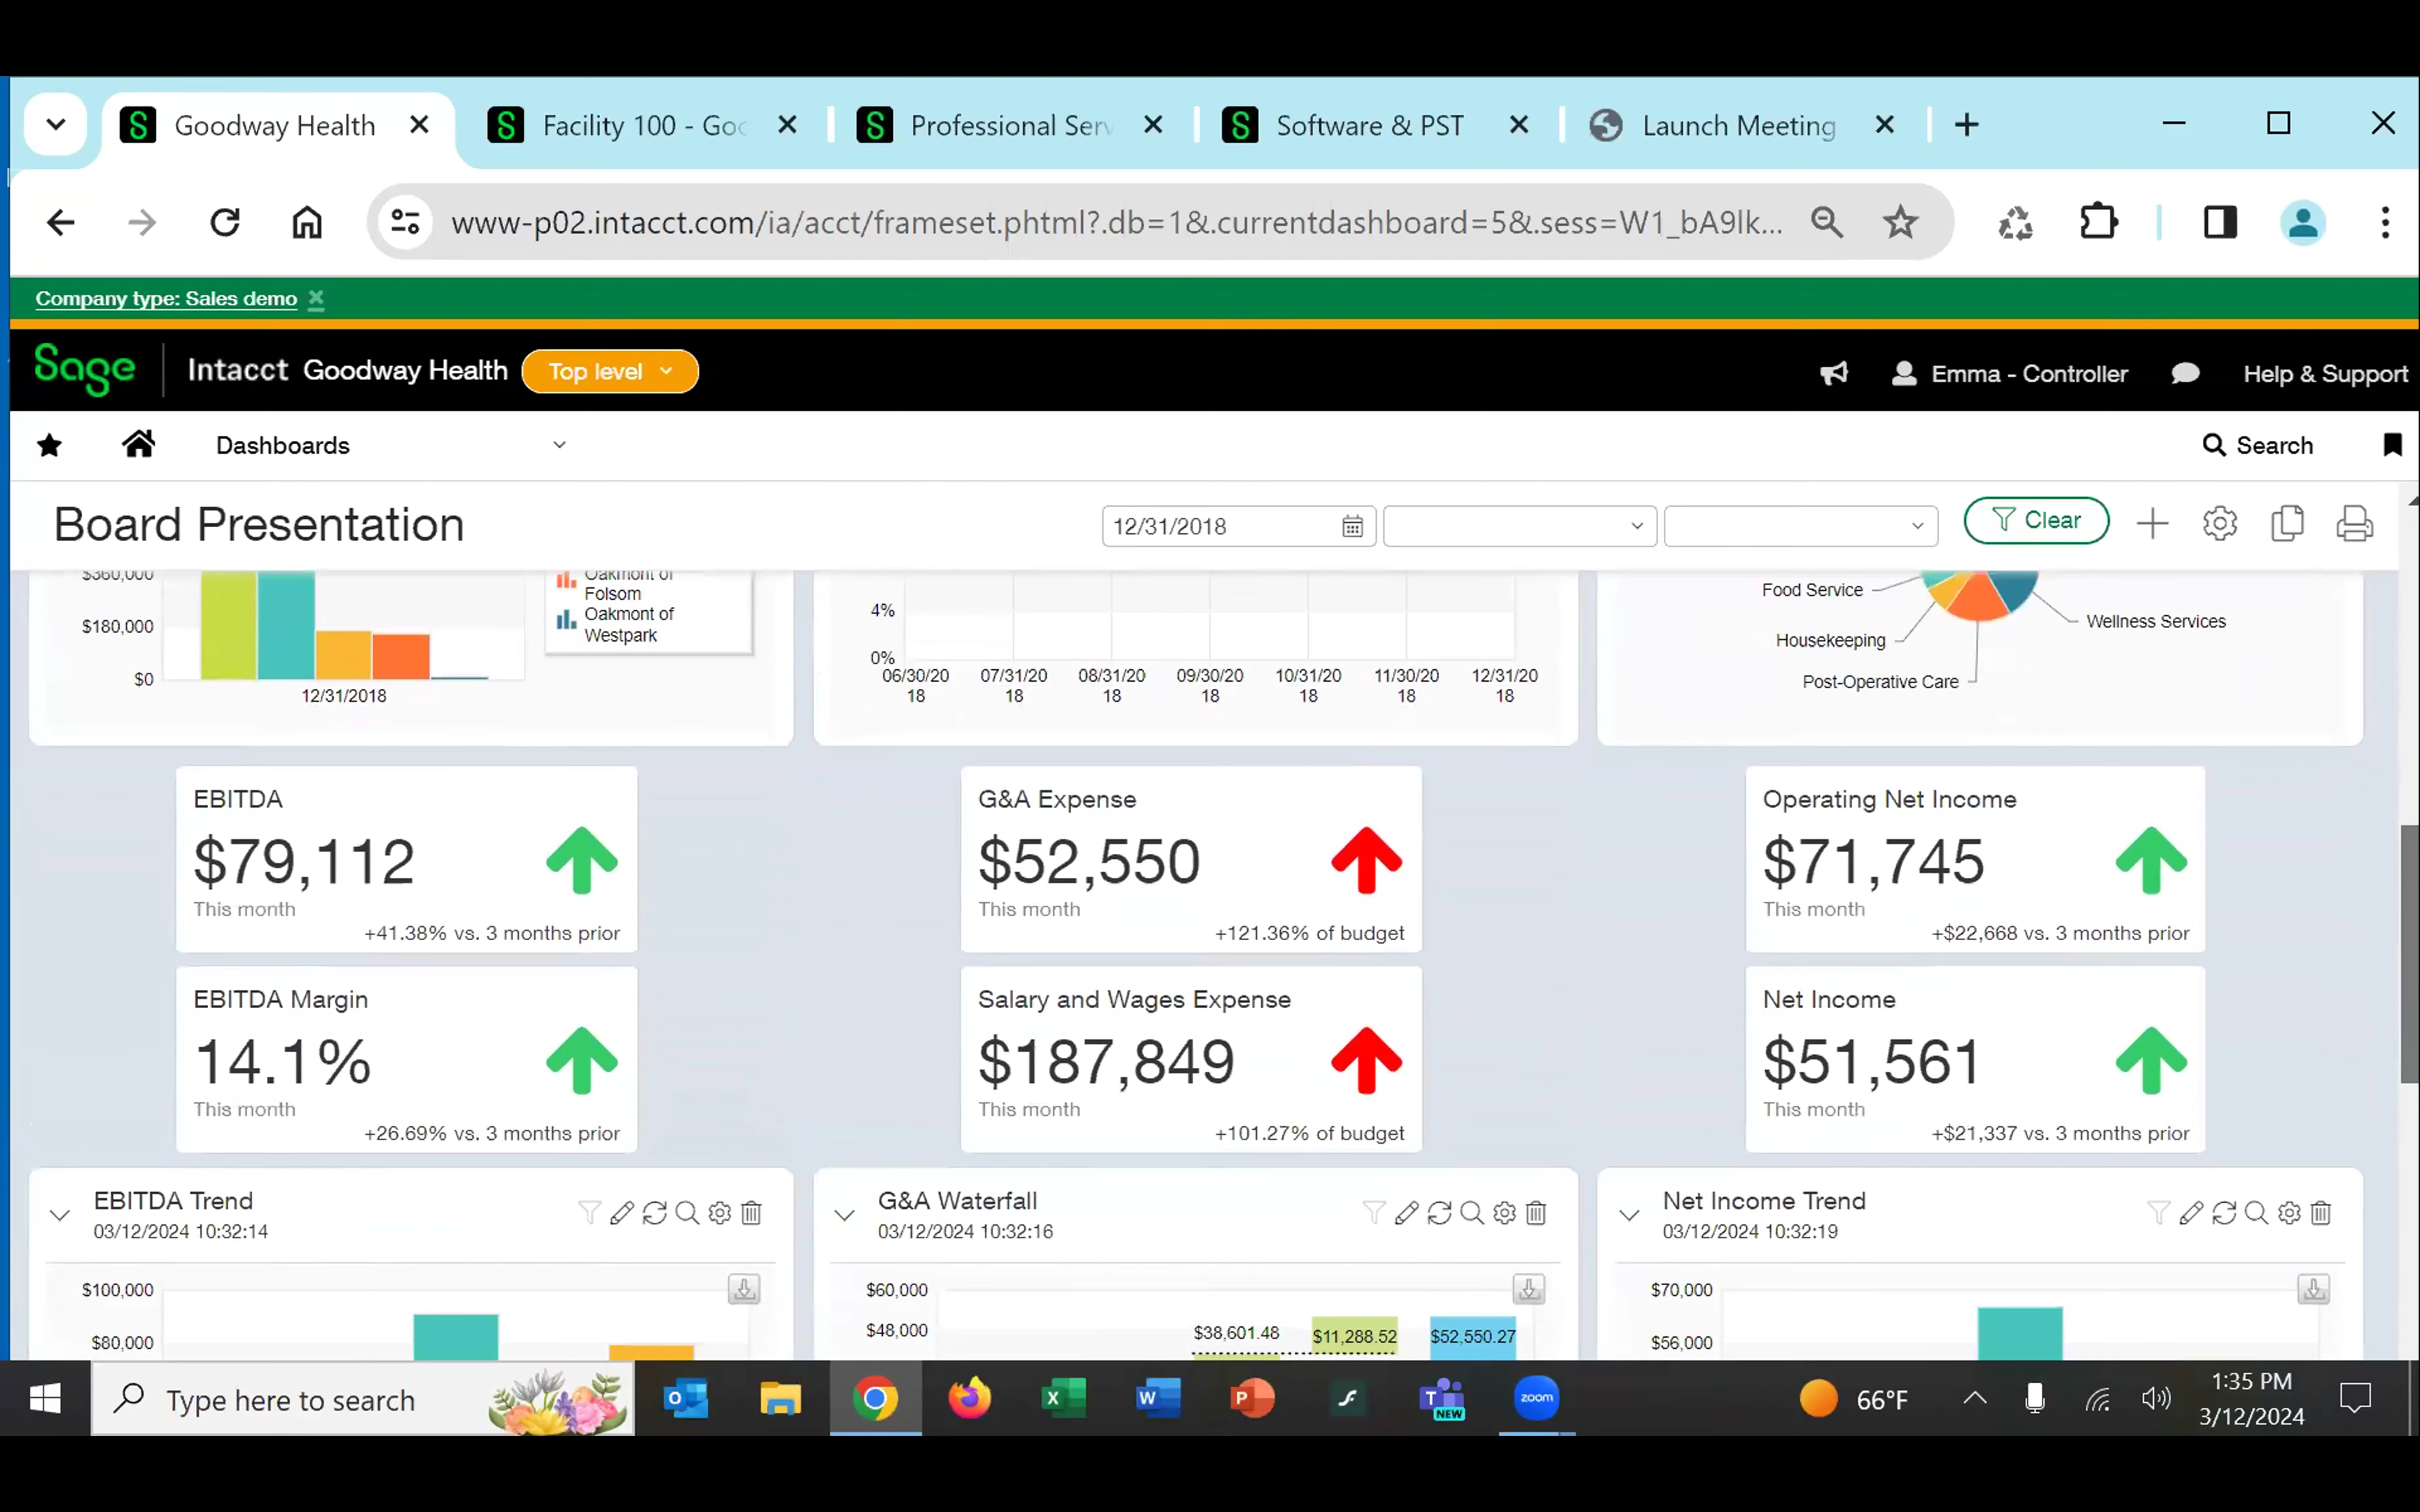 Goodway Health
Facility 100 - Goo
Professional Serv
Software & PST
Launch Meeting
www-p02.intacct.com/ia/acct/frameset.phtml?.db=1&.currentdashboard=5&.sess=W1_bA9lk...
Company type: Sales demo
Sage Intacct Goodway Health Top level
Emma - Controller
Help & Support
Dashboards
Search
Board Presentation
12/31/2018
Clear
$360,000
$180,000
$0
12/31/2018
Oakmont of
Folsom
Oakmont of
Westpark
4%
0%
06/30/20
18
07/31/20
18
08/31/20
18
09/30/20
18
10/31/20
18
11/30/20
18
12/31/20
18
Food Service
Housekeeping
Post-Operative Care
Wellness Services
EBITDA
$79,112
This month
+41.38% vs. 3 months prior
G&A Expense
$52,550
This month
+121.36% of budget
Operating Net Income
$71,745
This month
+$22,668 vs. 3 months prior
EBITDA Margin
14.1%
This month
+26.69% vs. 3 months prior
Salary and Wages Expense
$187,849
This month
+101.27% of budget
Net Income
$51,561
This month
+$21,337 vs. 3 months prior
EBITDA Trend
03/12/2024 10:32:14
$100,000
$80,000
G&A Waterfall
03/12/2024 10:32:16
$60,000
$48,000
$38,601.48
$11,288.52
$52,550.27
Net Income Trend
03/12/2024 10:32:19
$70,000
$56,000
Type here to search
NEW
zoom
66°F
1:35 PM
3/12/2024